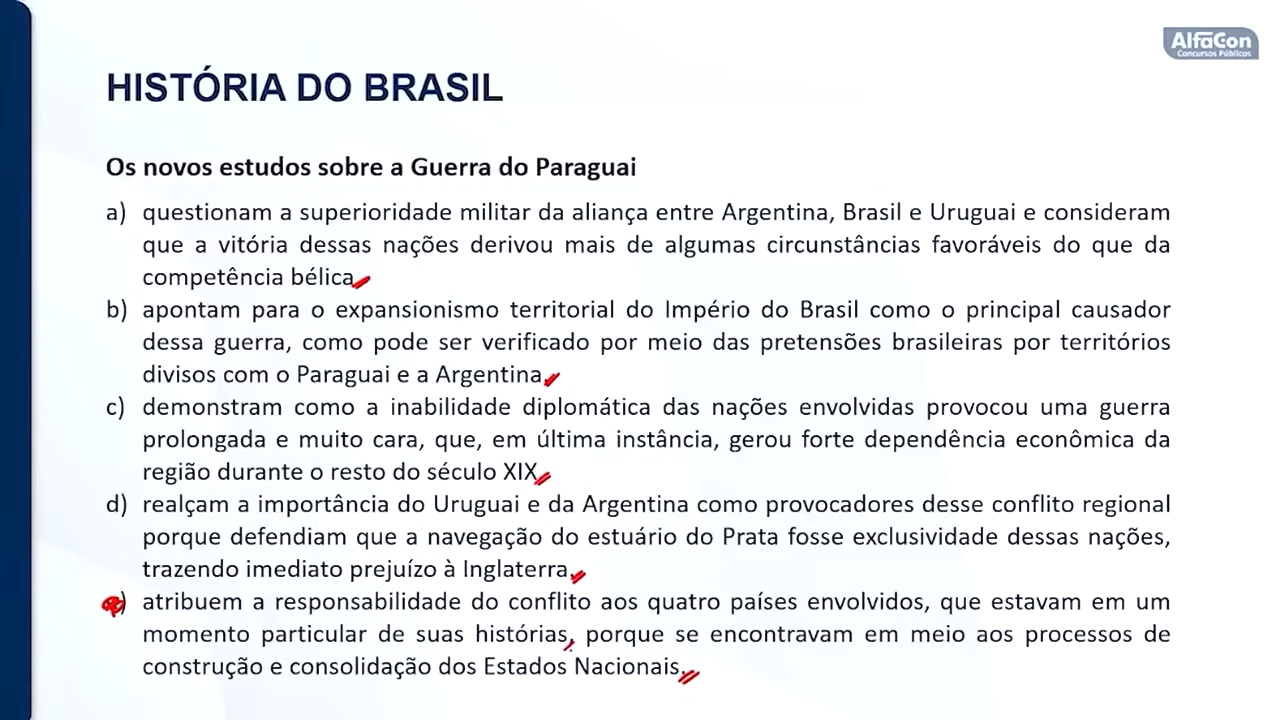 AlfaCon
Concursos Públicos
HISTÓRIA DO BRASIL
Os novos estudos sobre a Guerra do Paraguai
a) questionam a superioridade militar da aliança entre Argentina, Brasil e Uruguai e consideram
que a vitória dessas nações derivou mais de algumas circunstâncias favoráveis do que da
competência bélica.
b) apontam para o expansionismo territorial do Império do Brasil como o principal causador
dessa guerra, como pode ser verificado por meio das pretensões brasileiras por territórios
divisos com o Paraguai e a Argentina.
c) demonstram como a inabilidade diplomática das nações envolvidas provocou uma guerra
prolongada e muito cara, que, em última instância, gerou forte dependência econômica da
região durante o resto do século XIX.
d) realçam a importância do Uruguai e da Argentina como provocadores desse conflito regional
porque defendiam que a navegação do estuário do Prata fosse exclusividade dessas nações,
trazendo imediato prejuízo à Inglaterra.
) atribuem a responsabilidade do conflito aos quatro países envolvidos, que estavam em um
momento particular de suas histórias, porque se encontravam em meio aos processos de
construção e consolidação dos Estados Nacionais.